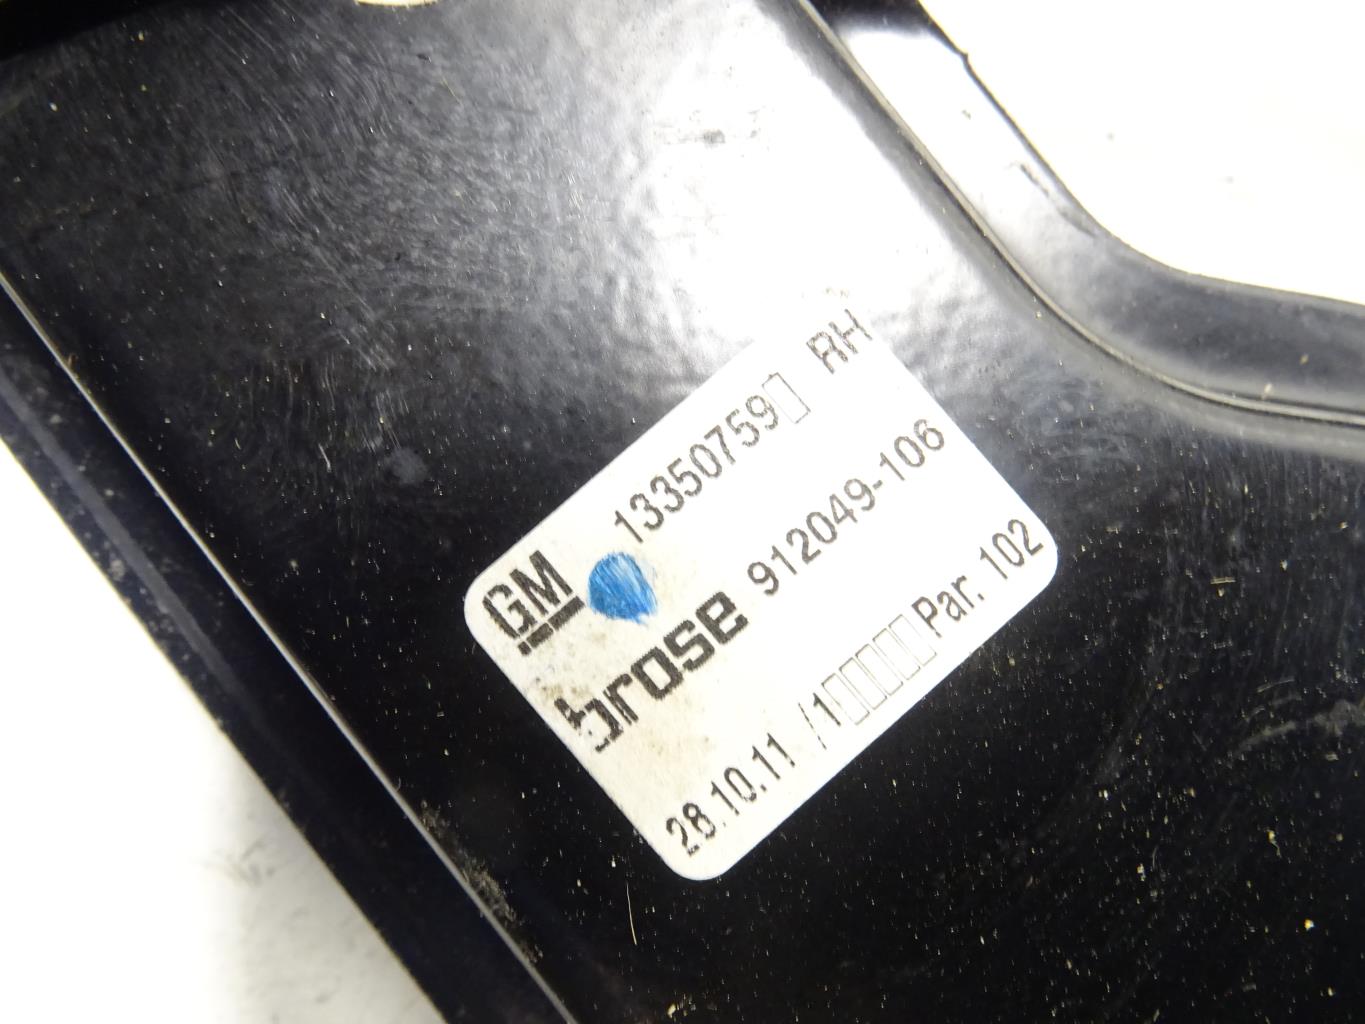 GM 13350759▯ RH
brose 912049-106
28.10.11 /1▯▯▯▯▯▯Par. 102